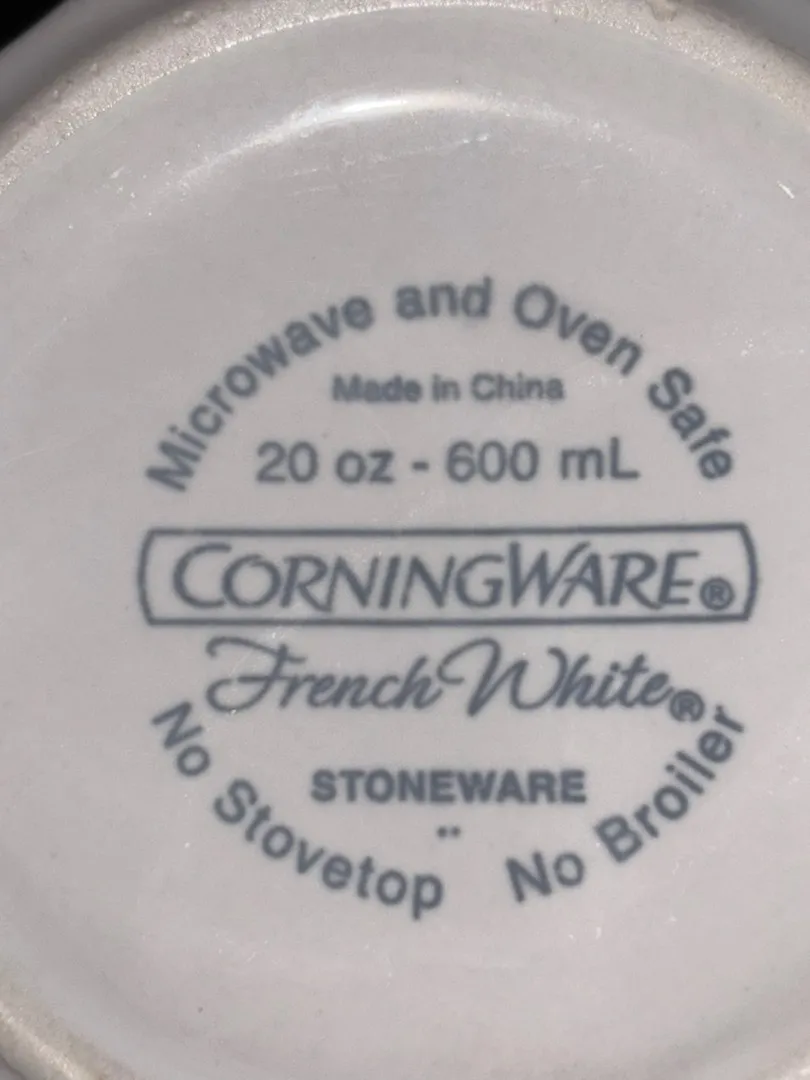 Microwave and Oven Safe
Made in China
20 oz - 600 mL
CORNINGWARE®
French White®
STONEWARE
No Stovetop No Broiler